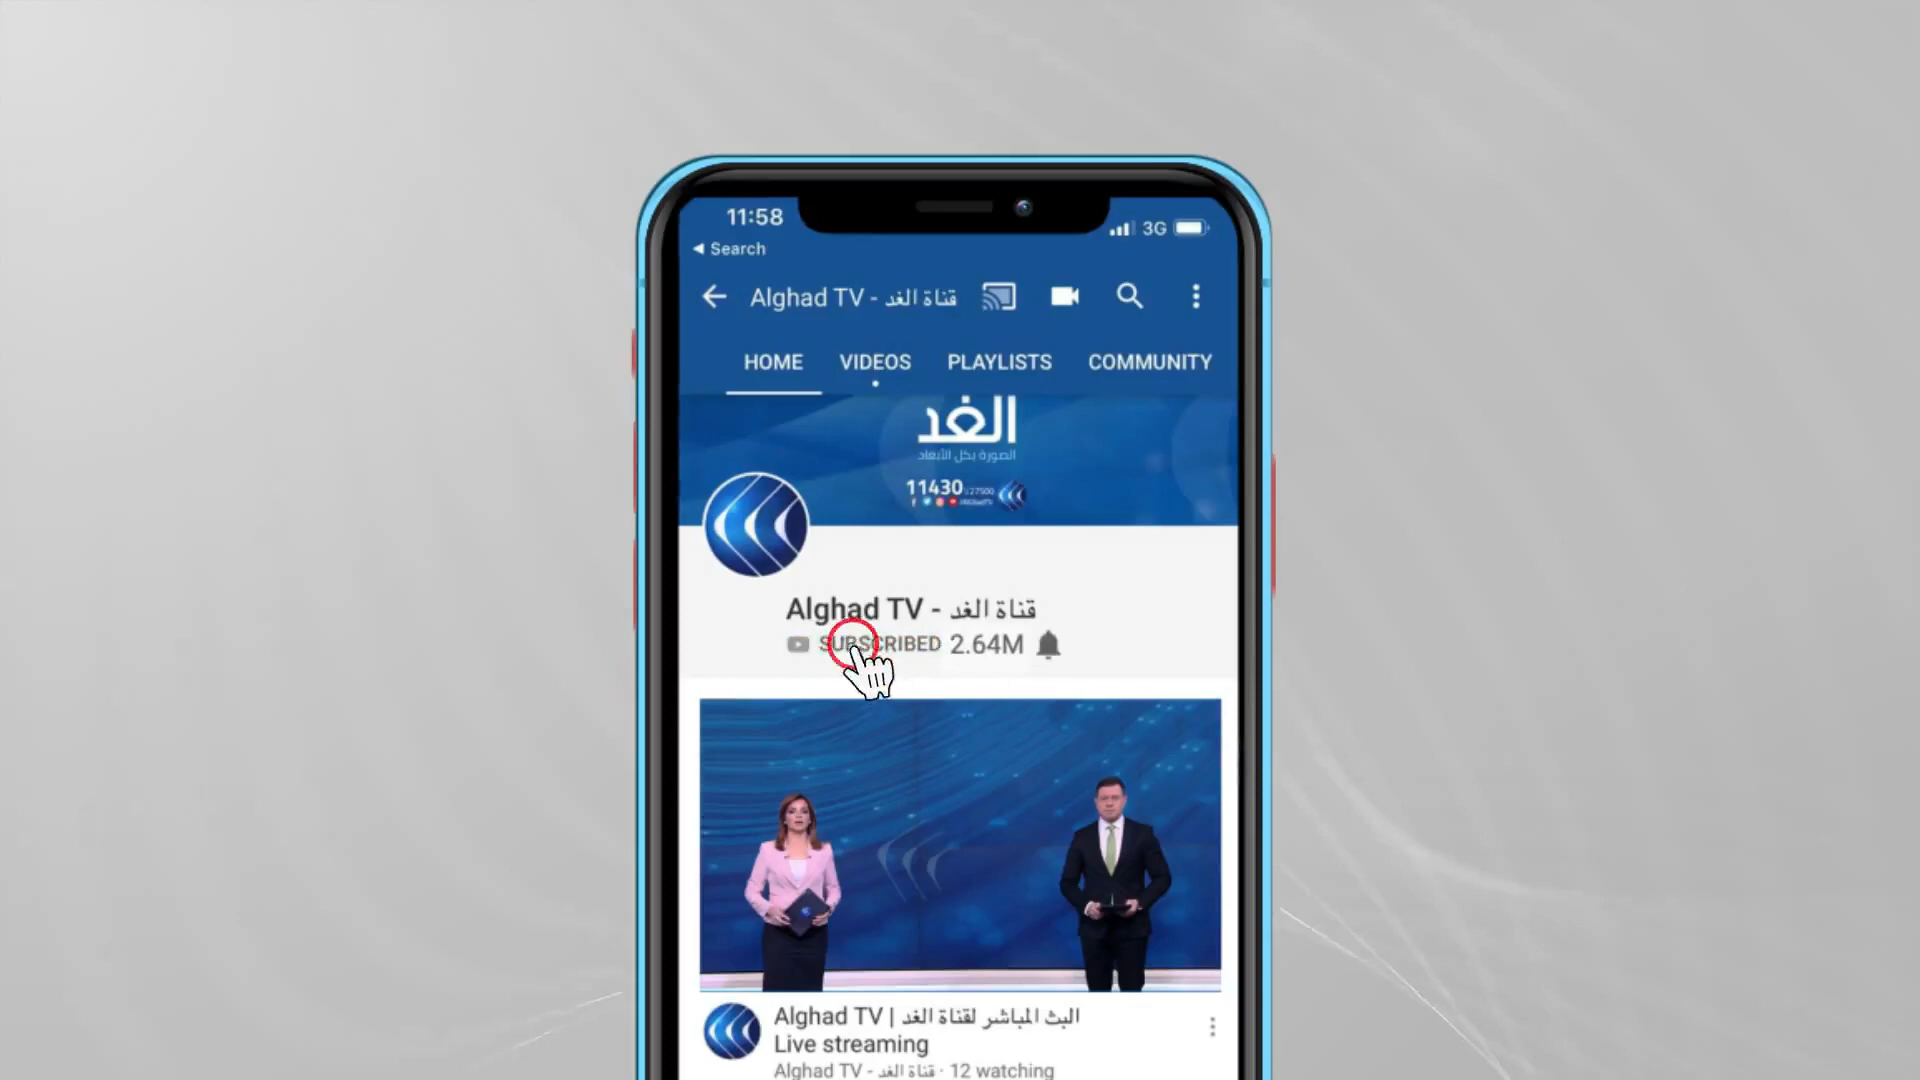 11:58
3G
Search
Alghad TV - قناة الغد
HOME VIDEOS PLAYLISTS COMMUNITY
الغد
الصورة بكل الأبعاد
11430
27500
Alghad TV - قناة الغد
SUBSCRIBED 2.64M
Alghad TV | البث المباشر لقناة الغد
Live streaming
Alghad TV - قناة الغد · 12 watching